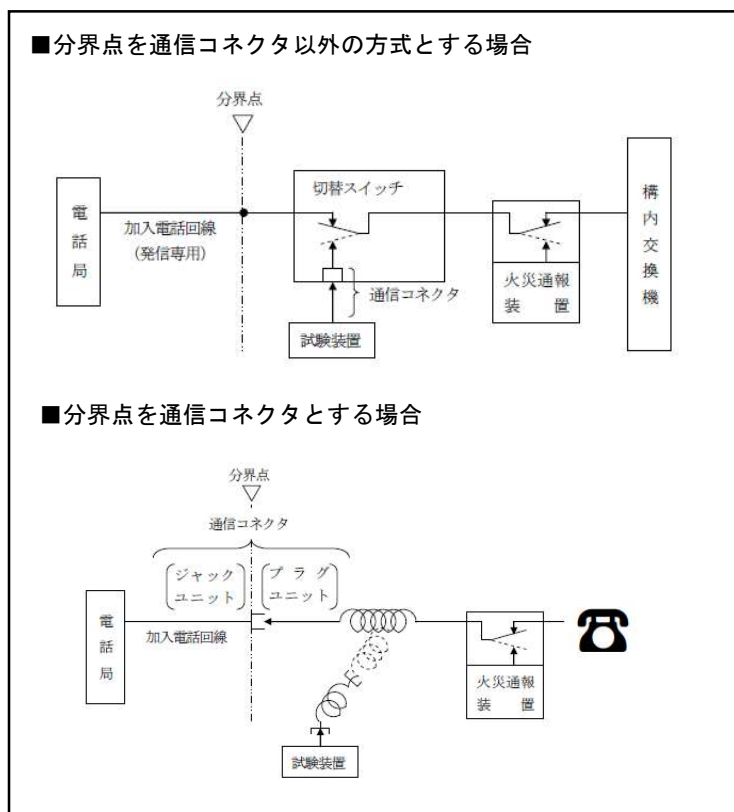 ■分界点を通信コネクタ以外の方式とする場合
分界点
電話局
加入電話回線
(発信専用)
切替スイッチ
通信コネクタ
試験装置
火災通報
装置
構内交換機
■分界点を通信コネクタとする場合
分界点
通信コネクタ
ジャック
ユニット
プラグ
ユニット
電話局
加入電話回線
火災通報
装置
試験装置